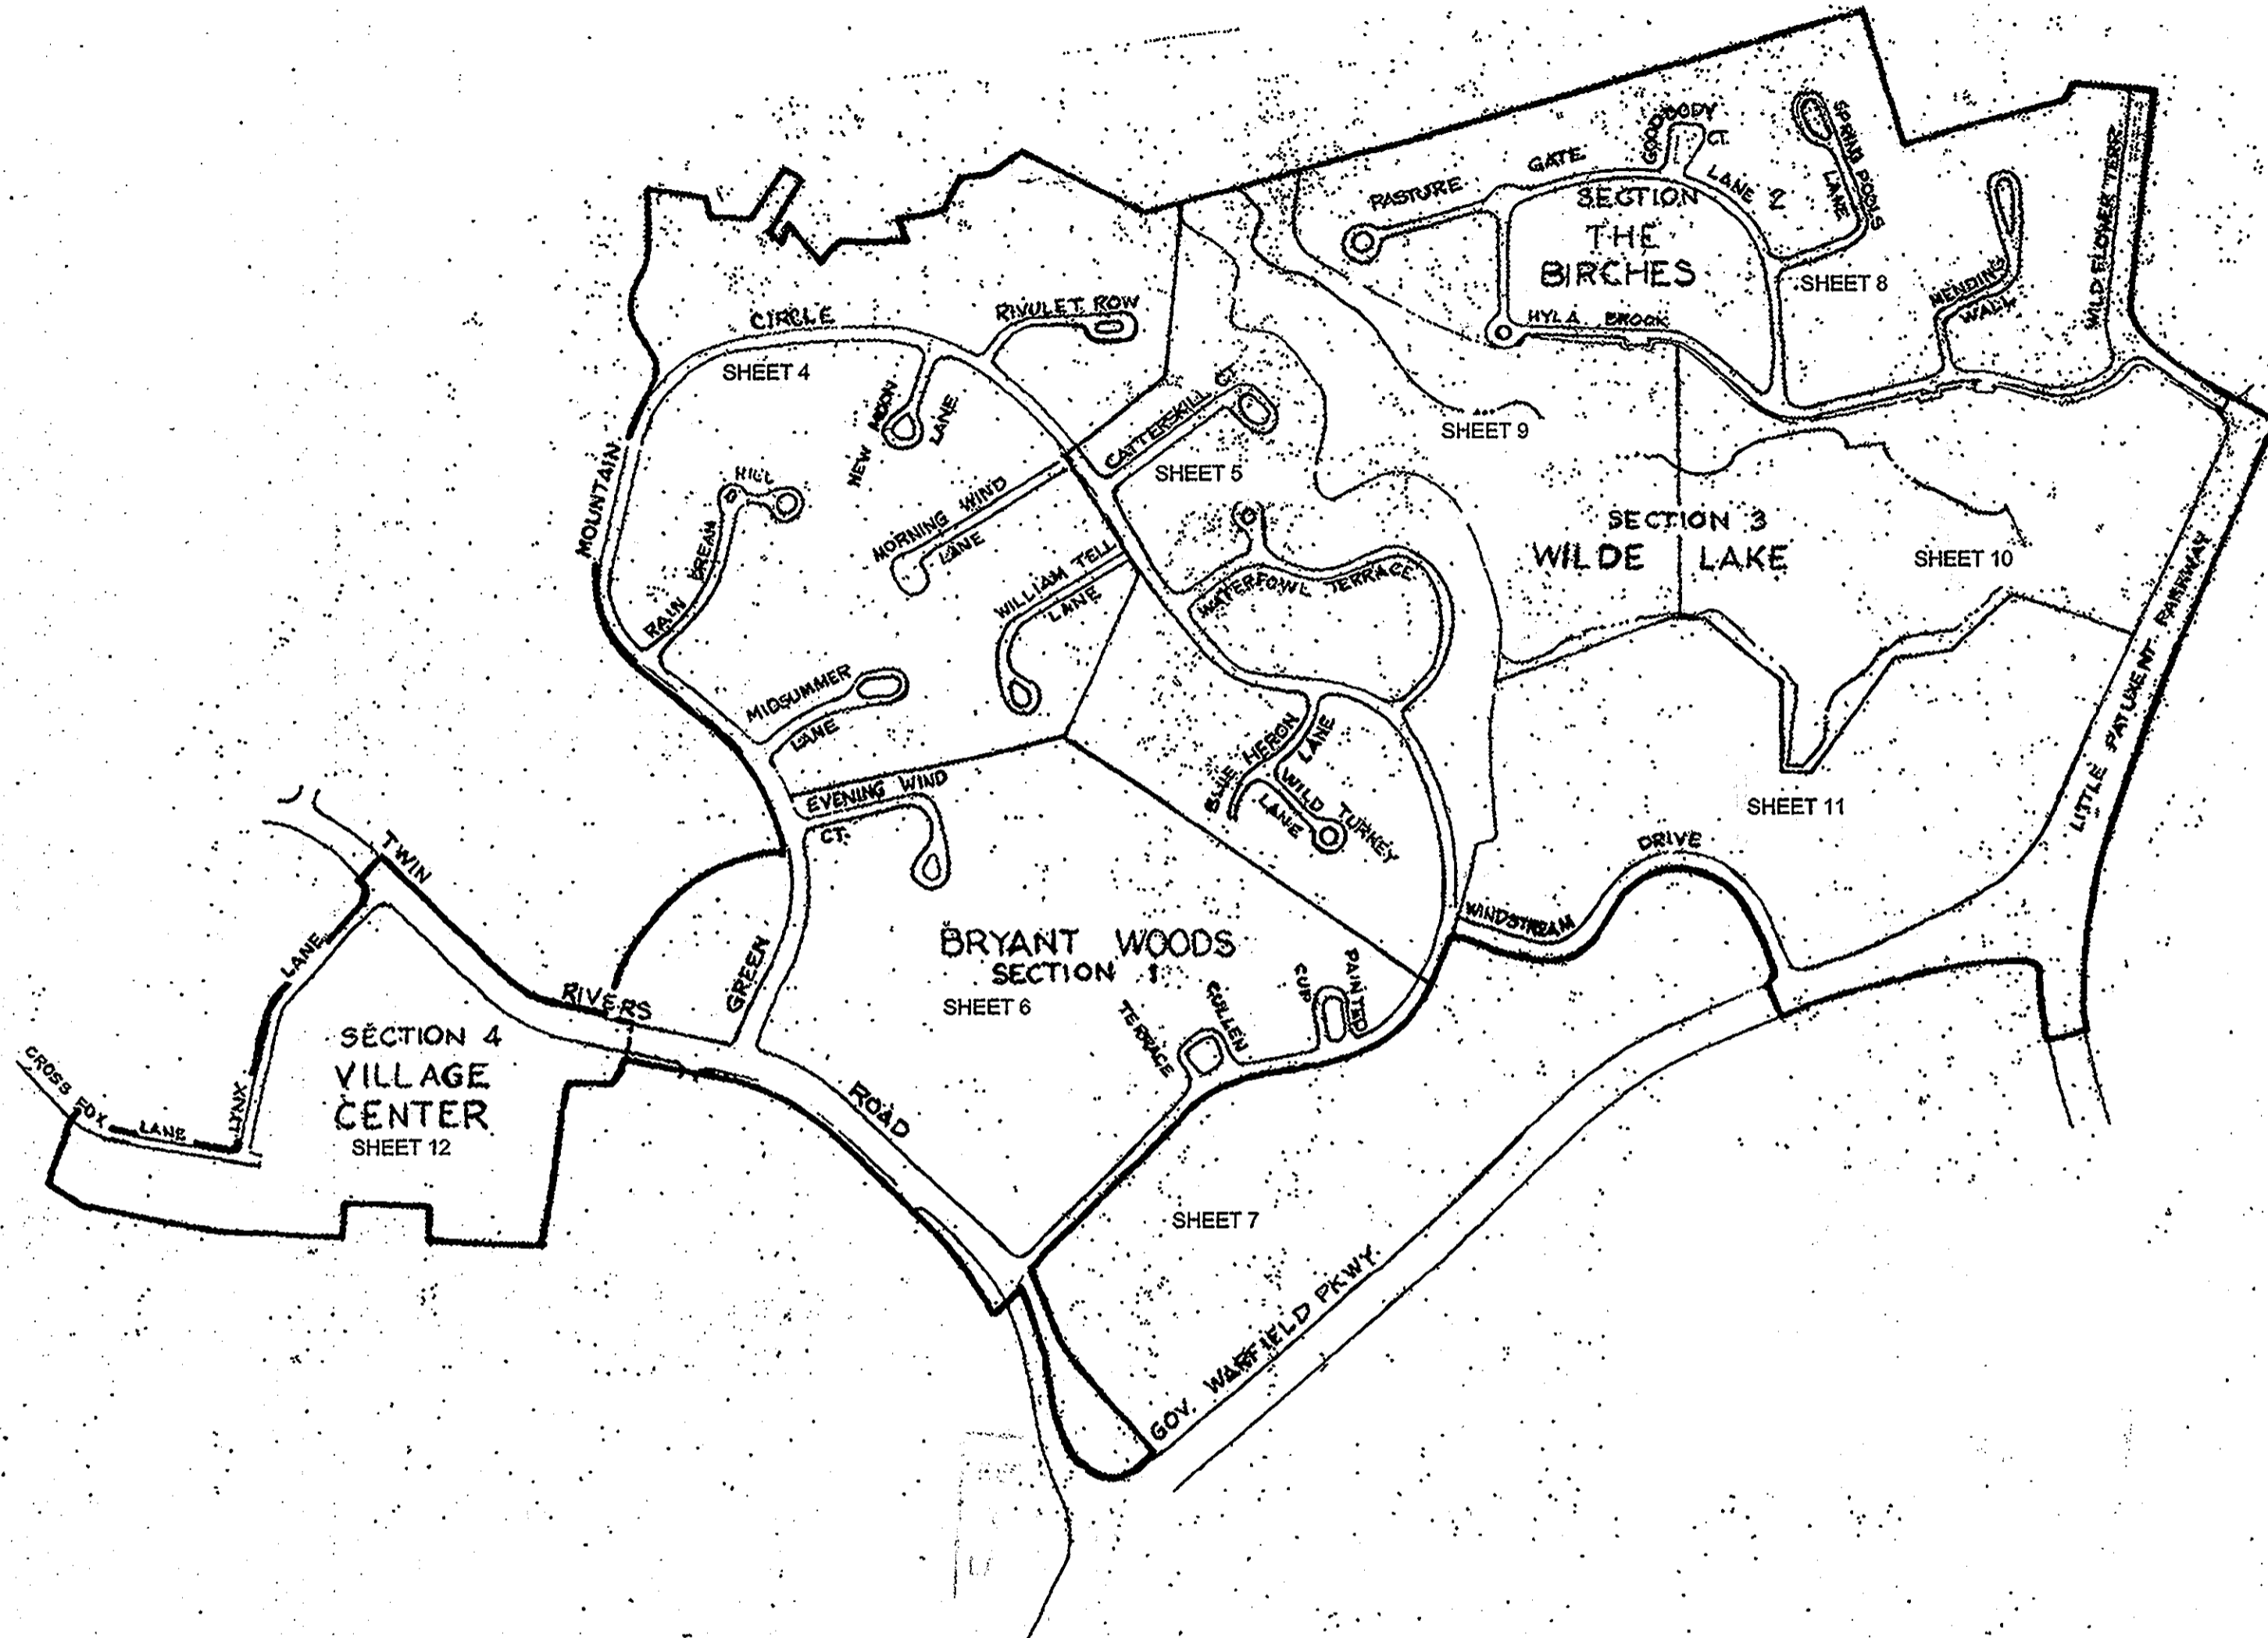 GOODBODY
CT.
SPRING POOLS
LANE
PASTURE GATE LANE
SECTION 2
THE
BIRCHES
SHEET 8
WILDFLOWER TERR.
MENDING
WALL
HYLA BROOK
CIRCLE
RIVULET ROW
SHEET 4
NEW MOON
LANE
CATTERSKILL
SHEET 5
SHEET 9
MOUNTAIN
HILL
DREAM
RAIN
MORNING WIND
LANE
WILLIAM TELL
LANE
WATERFOWL TERRACE
SECTION 3
WILDE LAKE
SHEET 10
LITTLE PATUXENT PARKWAY
MIDSUMMER
LANE
BLUE HERON
LANE
WILD TURKEY
LANE
EVENING WIND
CT.
SHEET 11
TWIN
RIVERS
ROAD
WINDSTREAM
DRIVE
GREEN
BRYANT WOODS
SECTION 1
SHEET 6
CULLEN
TERRACE
PAINTED
CUP
LANE
LYNX
SECTION 4
VILLAGE
CENTER
SHEET 12
CROSS FOX
LANE
SHEET 7
GOV. WARFIELD PKWY.